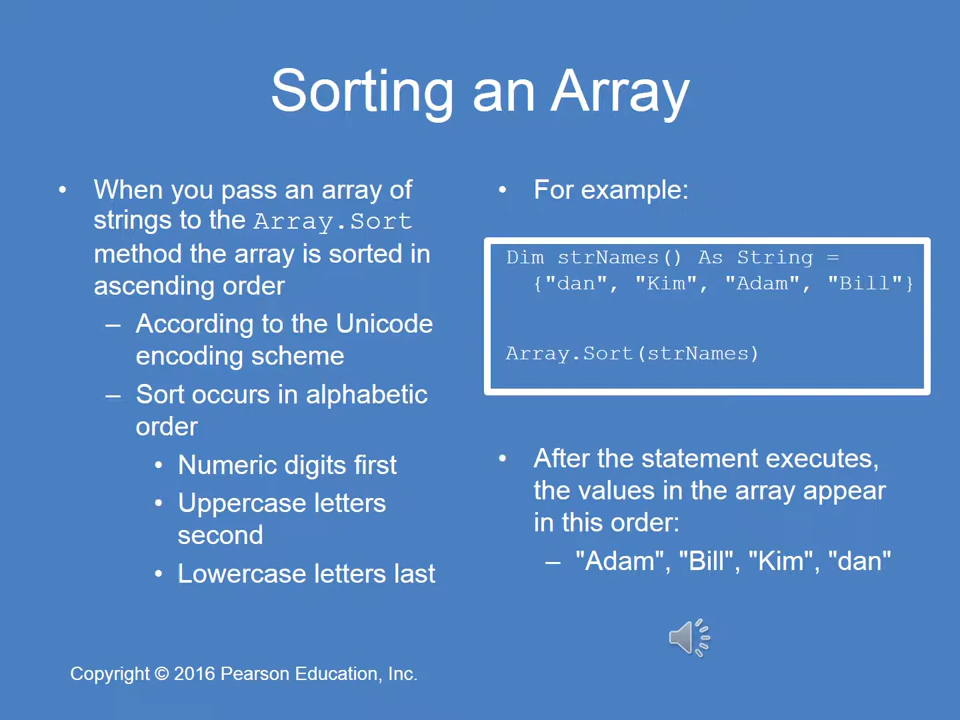 Sorting an Array
• When you pass an array of
strings to the Array.Sort
method the array is sorted in
ascending order
– According to the Unicode
encoding scheme
– Sort occurs in alphabetic
order
• Numeric digits first
• Uppercase letters
second
• Lowercase letters last
• For example:
Dim strNames() As String =
{"dan", "Kim", "Adam", "Bill"}
Array.Sort(strNames)
• After the statement executes,
the values in the array appear
in this order:
– "Adam", "Bill", "Kim", "dan"
Copyright © 2016 Pearson Education, Inc.